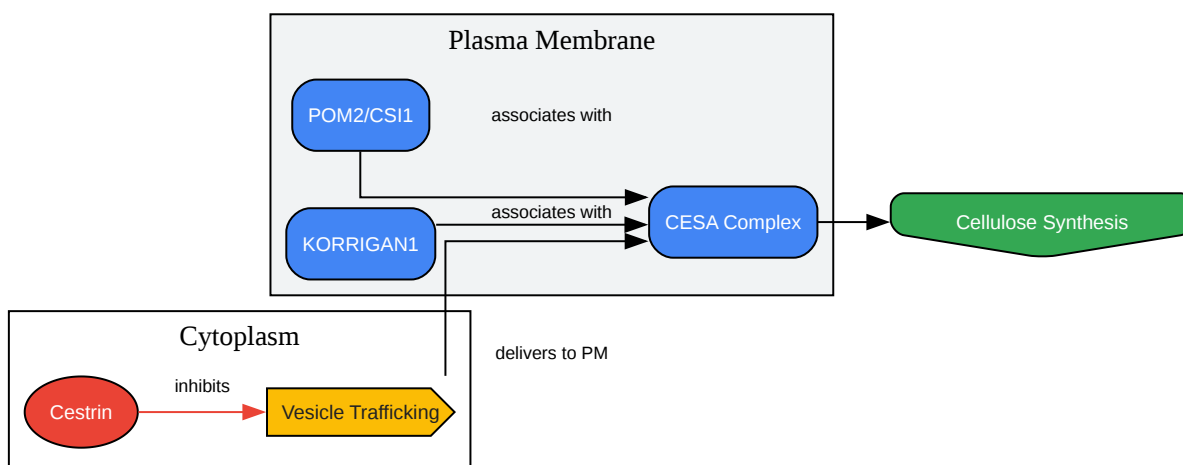 Plasma Membrane
POM2/CSI1
associates with
associates with
KORRIGAN1
CESA Complex
Cellulose Synthesis
Cytoplasm
delivers to PM
inhibits
Cestrin
Vesicle Trafficking